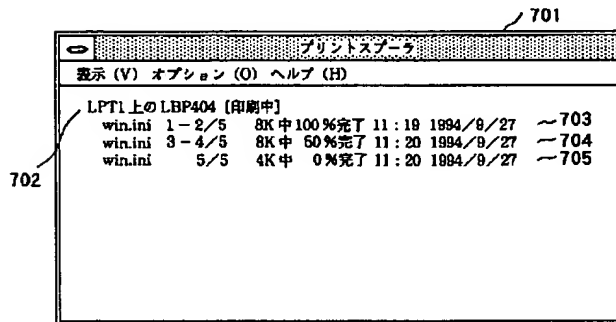 701
プリントスプーラ
表示 (V) オプション (O) ヘルプ (H)
LPT1 上の LBP404 [印刷中]
win.ini 1-2/5 8K 中 100%完了 11:19 1994/9/27 703
win.ini 3-4/5 8K 中 50%完了 11:20 1994/9/27 704
win.ini 5/5 4K 中 0%完了 11:20 1994/9/27 705
702